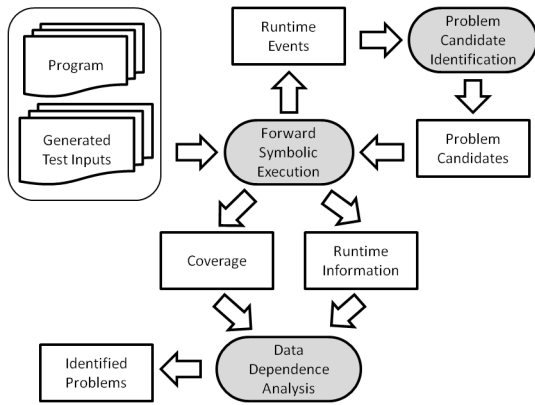 Program
Generated
Test Inputs
Runtime
Events
Problem
Candidate
Identification
Forward
Symbolic
Execution
Problem
Candidates
Coverage
Runtime
Information
Identified
Problems
Data
Dependence
Analysis